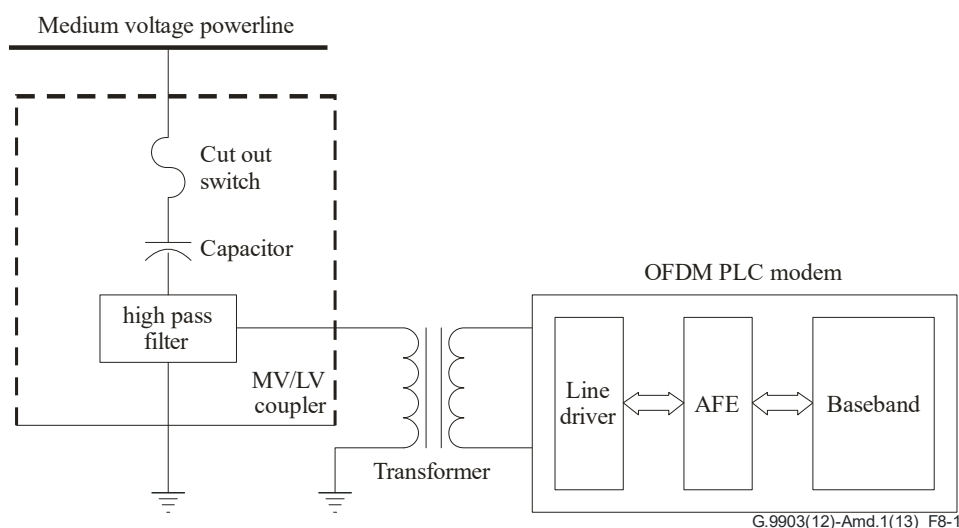 Medium voltage powerline
Cut out
switch
Capacitor
high pass
filter
MV/LV
coupler
Transformer
OFDM PLC modem
Line
driver
AFE
Baseband
G.9903(12)-Amd.1(13)_F8-1